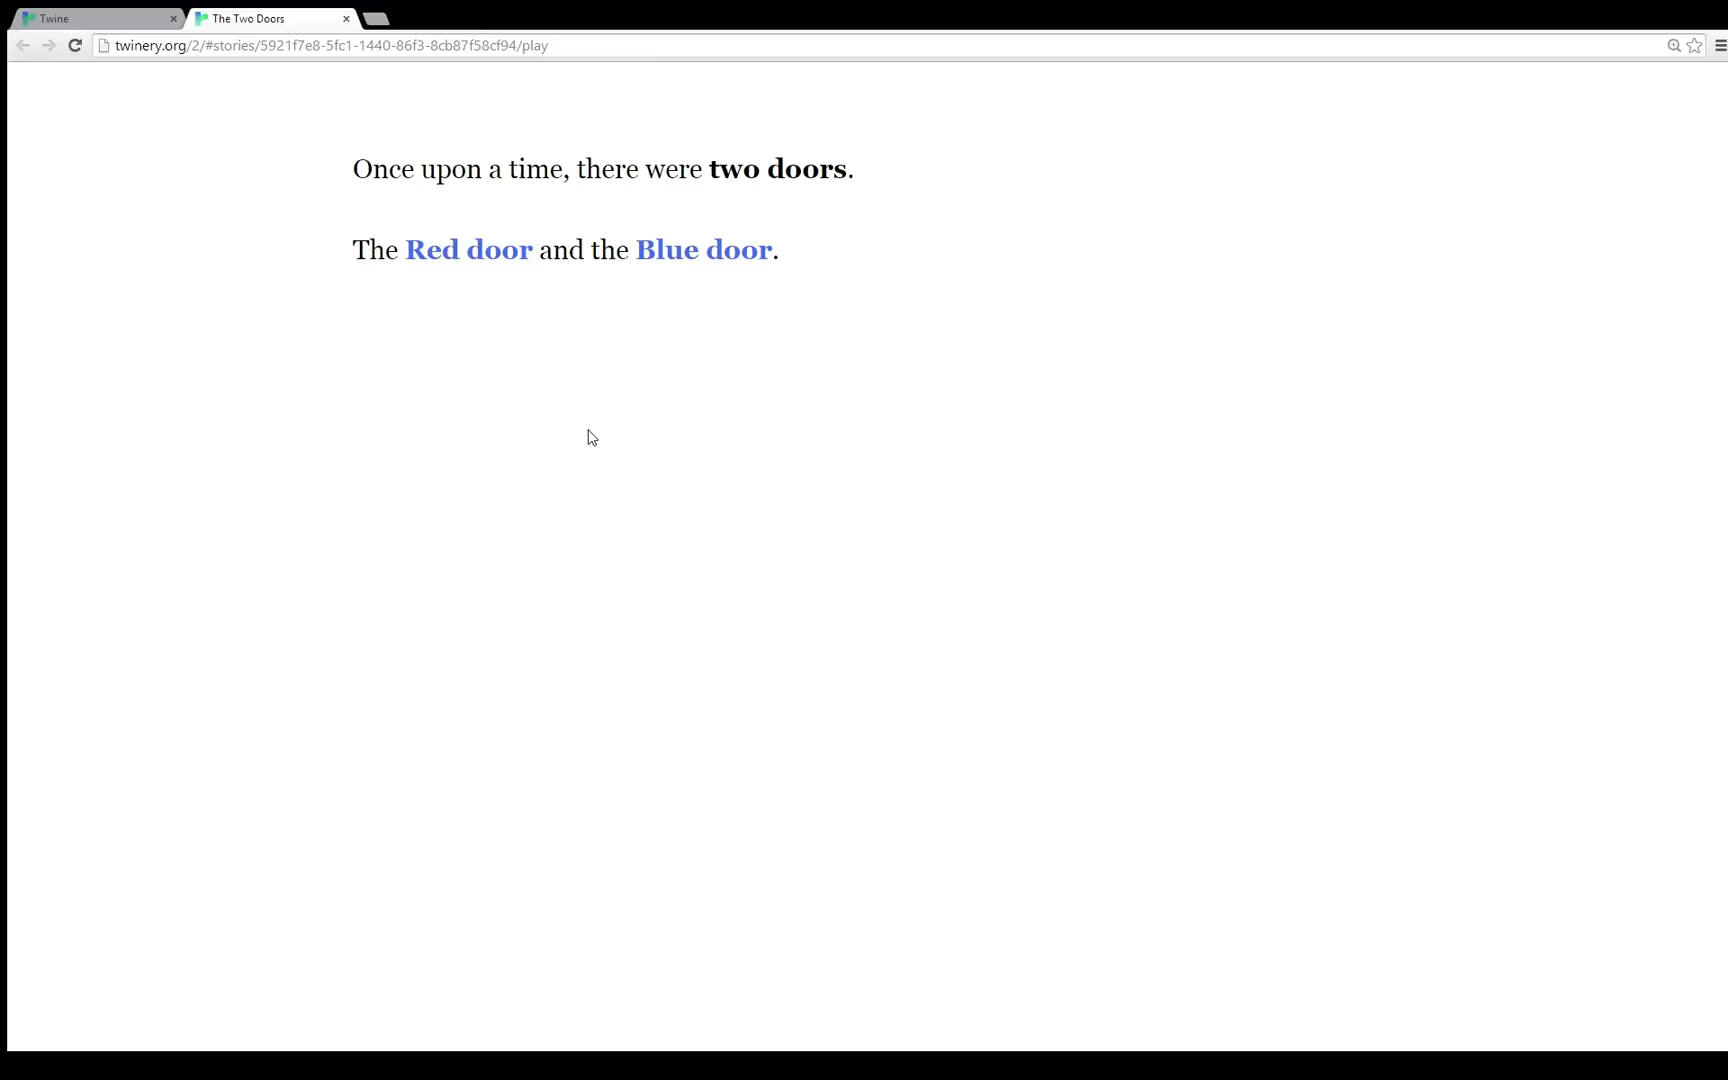 Twine
The Two Doors
twinery.org/2/#stories/5921f7e8-5fc1-1440-86f3-8cb87f58cf94/play
Once upon a time, there were two doors.
The Red door and the Blue door.